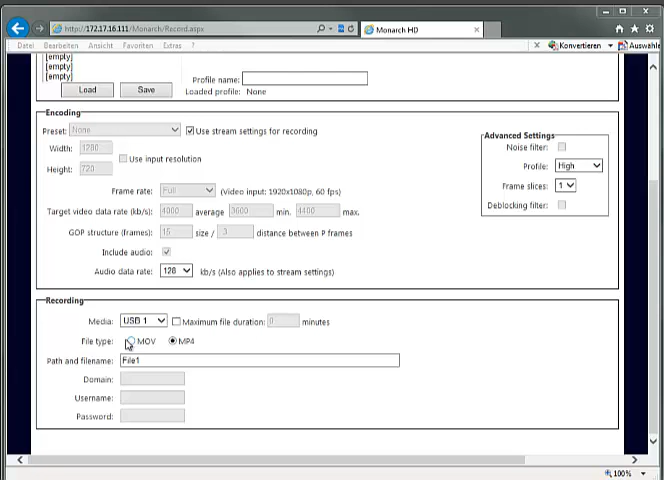 http://172.17.16.111/Monarch/Record.aspx
Monarch HD
Datei Bearbeiten Ansicht Favoriten Extras ?
Konvertieren
Auswähle
[empty]
[empty]
[empty]
Profile name:
Load Save Loaded profile: None
Encoding
Preset: None Use stream settings for recording
Width: 1280
Use input resolution
Height: 720
Frame rate: Full (Video input: 1920x1080p, 60 fps)
Target video data rate (kb/s): 4000 average 3600 min. 4400 max.
GOP structure (frames): 15 size / 3 distance between P frames
Include audio:
Audio data rate: 128 kb/s (Also applies to stream settings)
Advanced Settings
Noise filter:
Profile: High
Frame slices: 1
Deblocking filter:
Recording
Media: USB 1 Maximum file duration: 0 minutes
File type: MOV MP4
Path and filename: File1
Domain:
Username:
Password:
100%